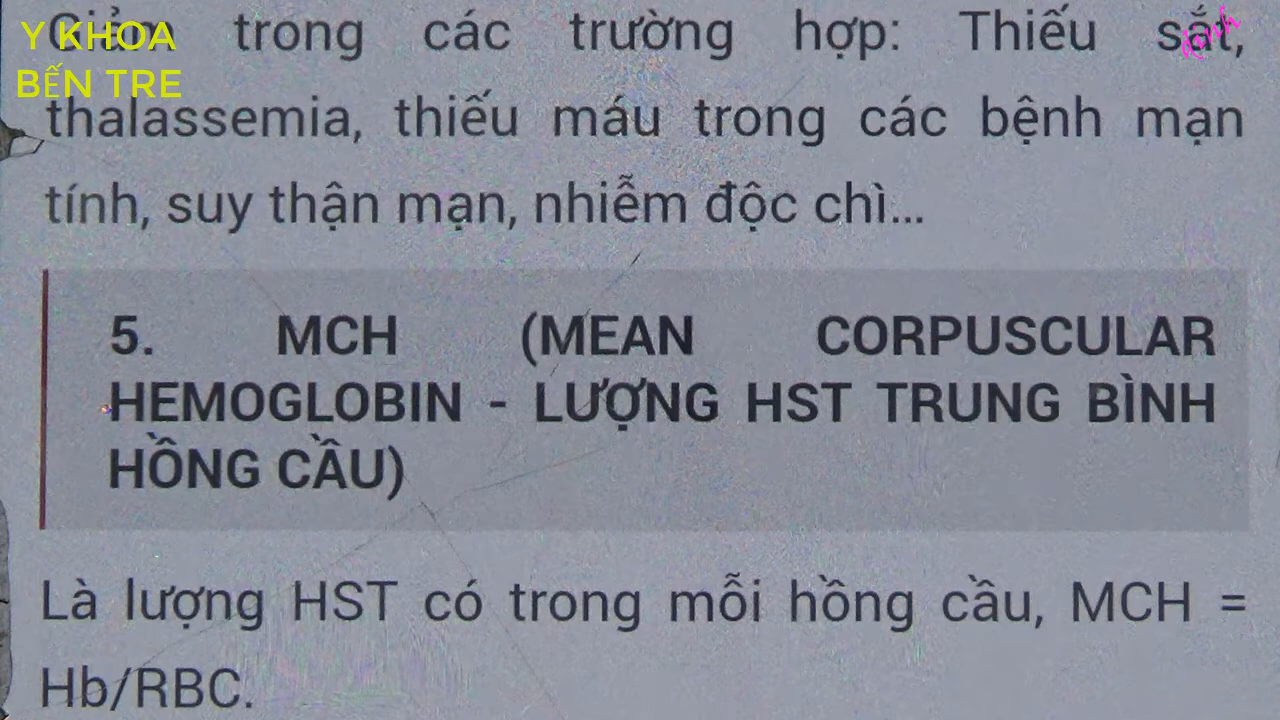 Y KHOA
BẾN TRE
Giảm trong các trường hợp: Thiếu sắt,
thalassemia, thiếu máu trong các bệnh mạn
tính, suy thận mạn, nhiễm độc chì...
5. MCH (MEAN CORPUSCULAR
HEMOGLOBIN - LƯỢNG HST TRUNG BÌNH
HỒNG CẦU)
Là lượng HST có trong mỗi hồng cầu, MCH =
Hb/RBC.